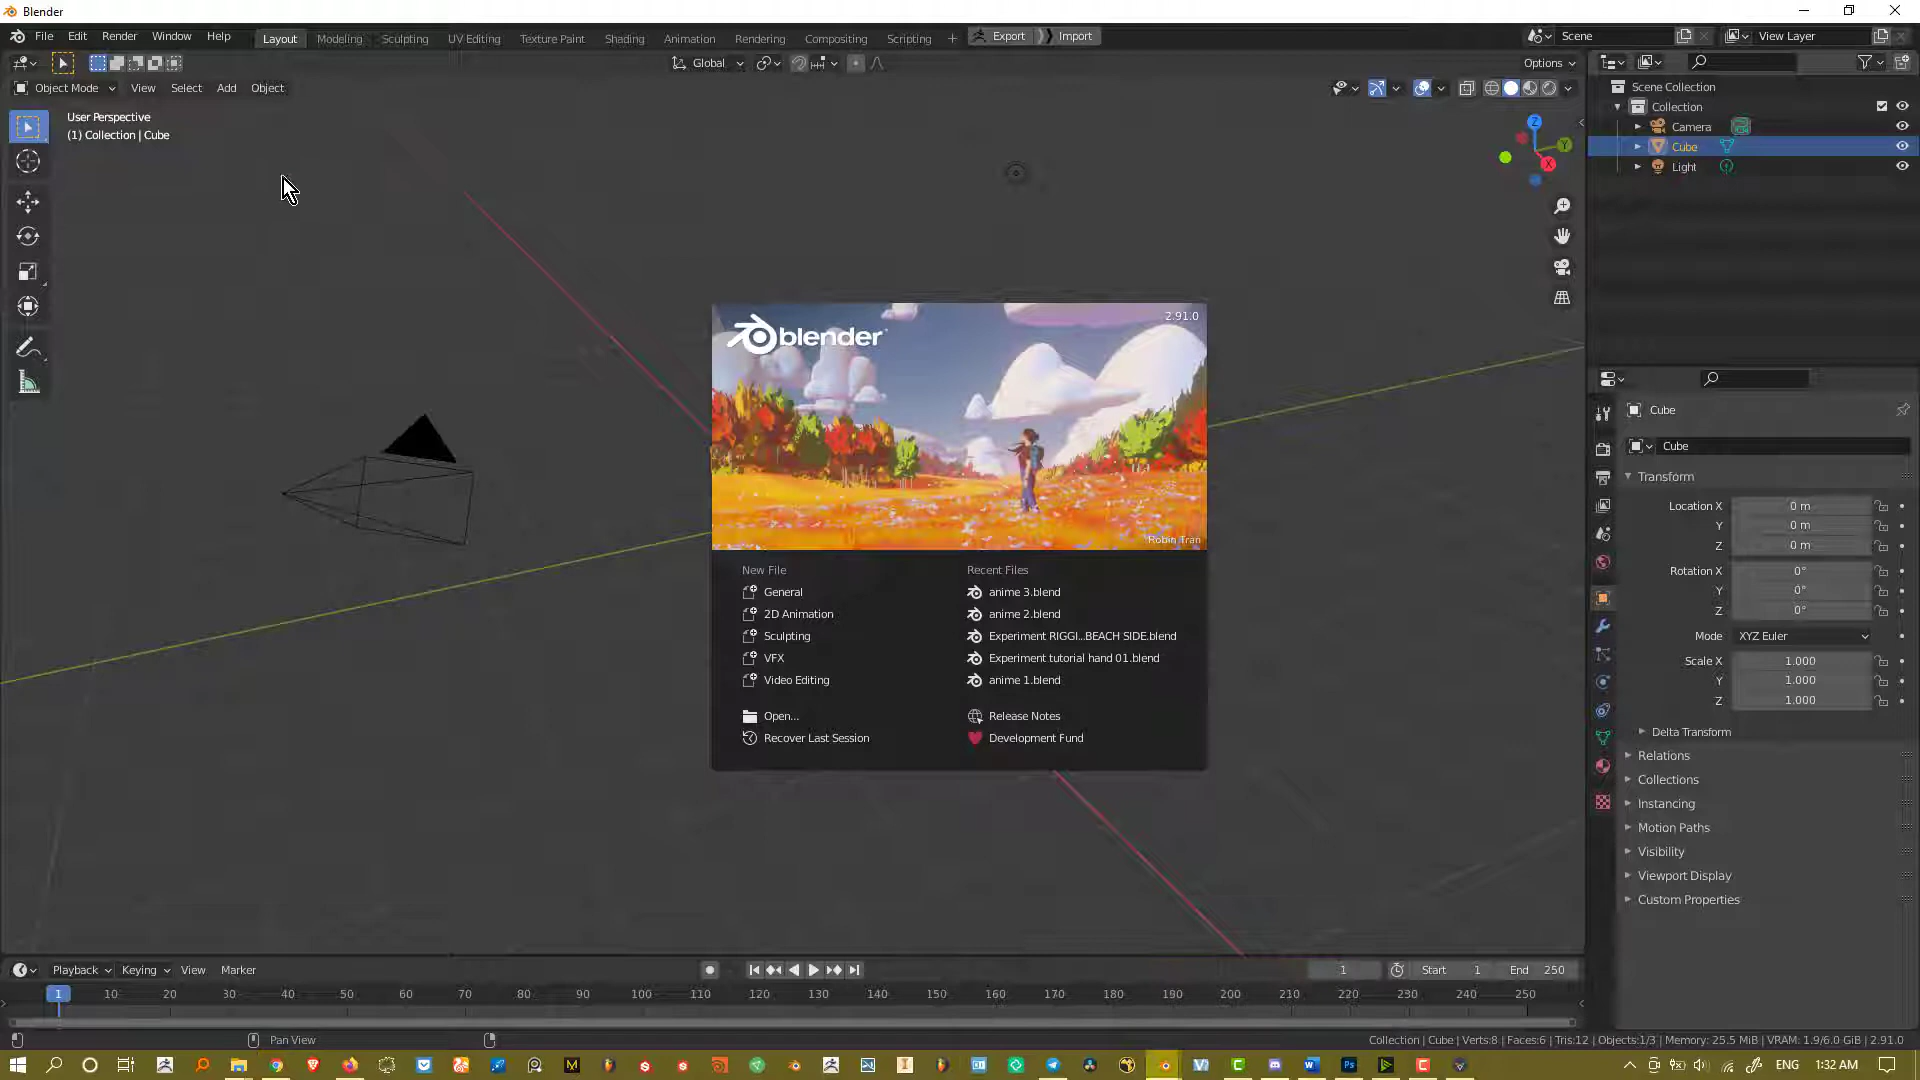 Blender
File Edit Render Window Help Layout Modeling Sculpting UV Editing Texture Paint Shading Animation Rendering Compositing Scripting + Export Import Scene View Layer
Global Options
Object Mode View Select Add Object
User Perspective
(1) Collection | Cube
Z
Y
X
Scene Collection
Collection
Camera
Cube
Light
blender
2.91.0
Robin Tran
New File
General
2D Animation
Sculpting
VFX
Video Editing
Open...
Recover Last Session
Recent Files
anime 3.blend
anime 2.blend
Experiment RIGGI...BEACH SIDE.blend
Experiment tutorial hand 01.blend
anime 1.blend
Release Notes
Development Fund
Cube
Cube
Transform
Location X 0 m
Y 0 m
Z 0 m
Rotation X 0°
Y 0°
Z 0°
Mode XYZ Euler
Scale X 1.000
Y 1.000
Z 1.000
Delta Transform
Relations
Collections
Instancing
Motion Paths
Visibility
Viewport Display
Custom Properties
Playback Keying View Marker 1 Start 1 End 250
1 10 20 30 40 50 60 70 80 90 100 110 120 130 140 150 160 170 180 190 200 210 220 230 240 250
Pan View
Collection | Cube | Verts:8 | Faces:6 | Tris:12 | Objects:1/3 | Memory: 25.5 MiB | VRAM: 1.9/6.0 GiB | 2.91.0
ENG 1:32 AM